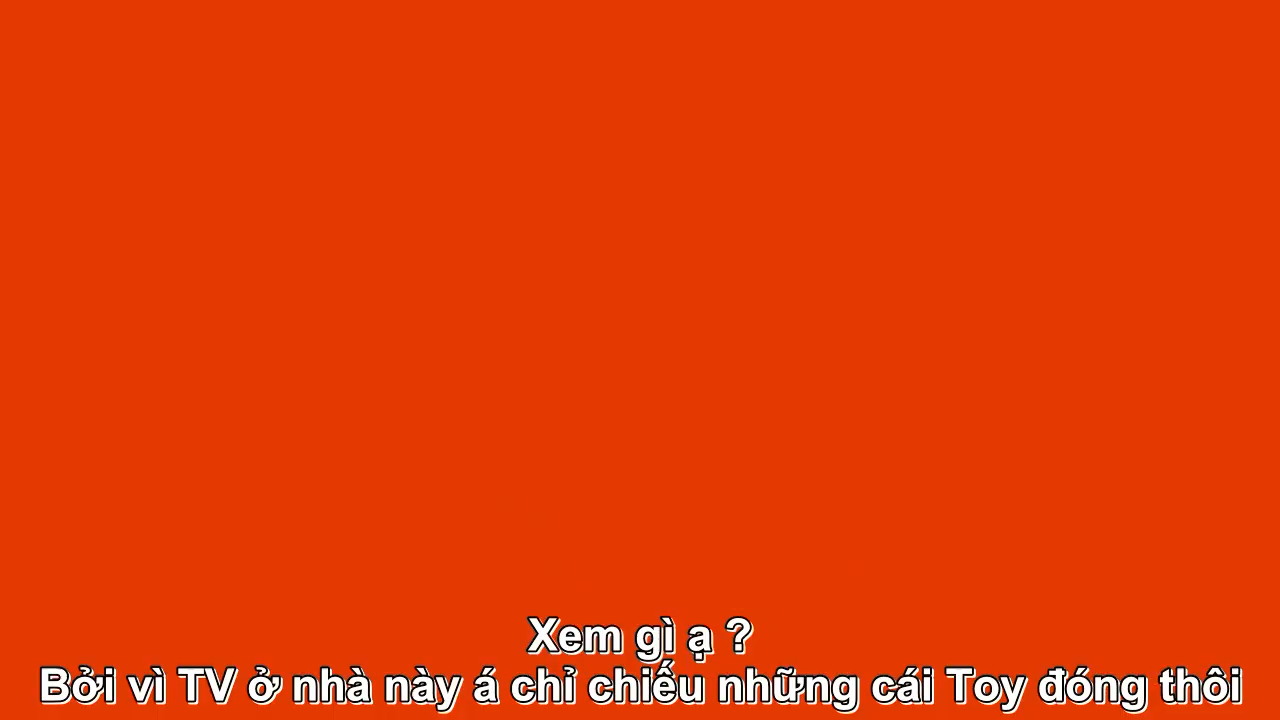 Xem gì ạ ?
Bởi vì TV ở nhà này á chỉ chiếu những cái Toy đóng thôi